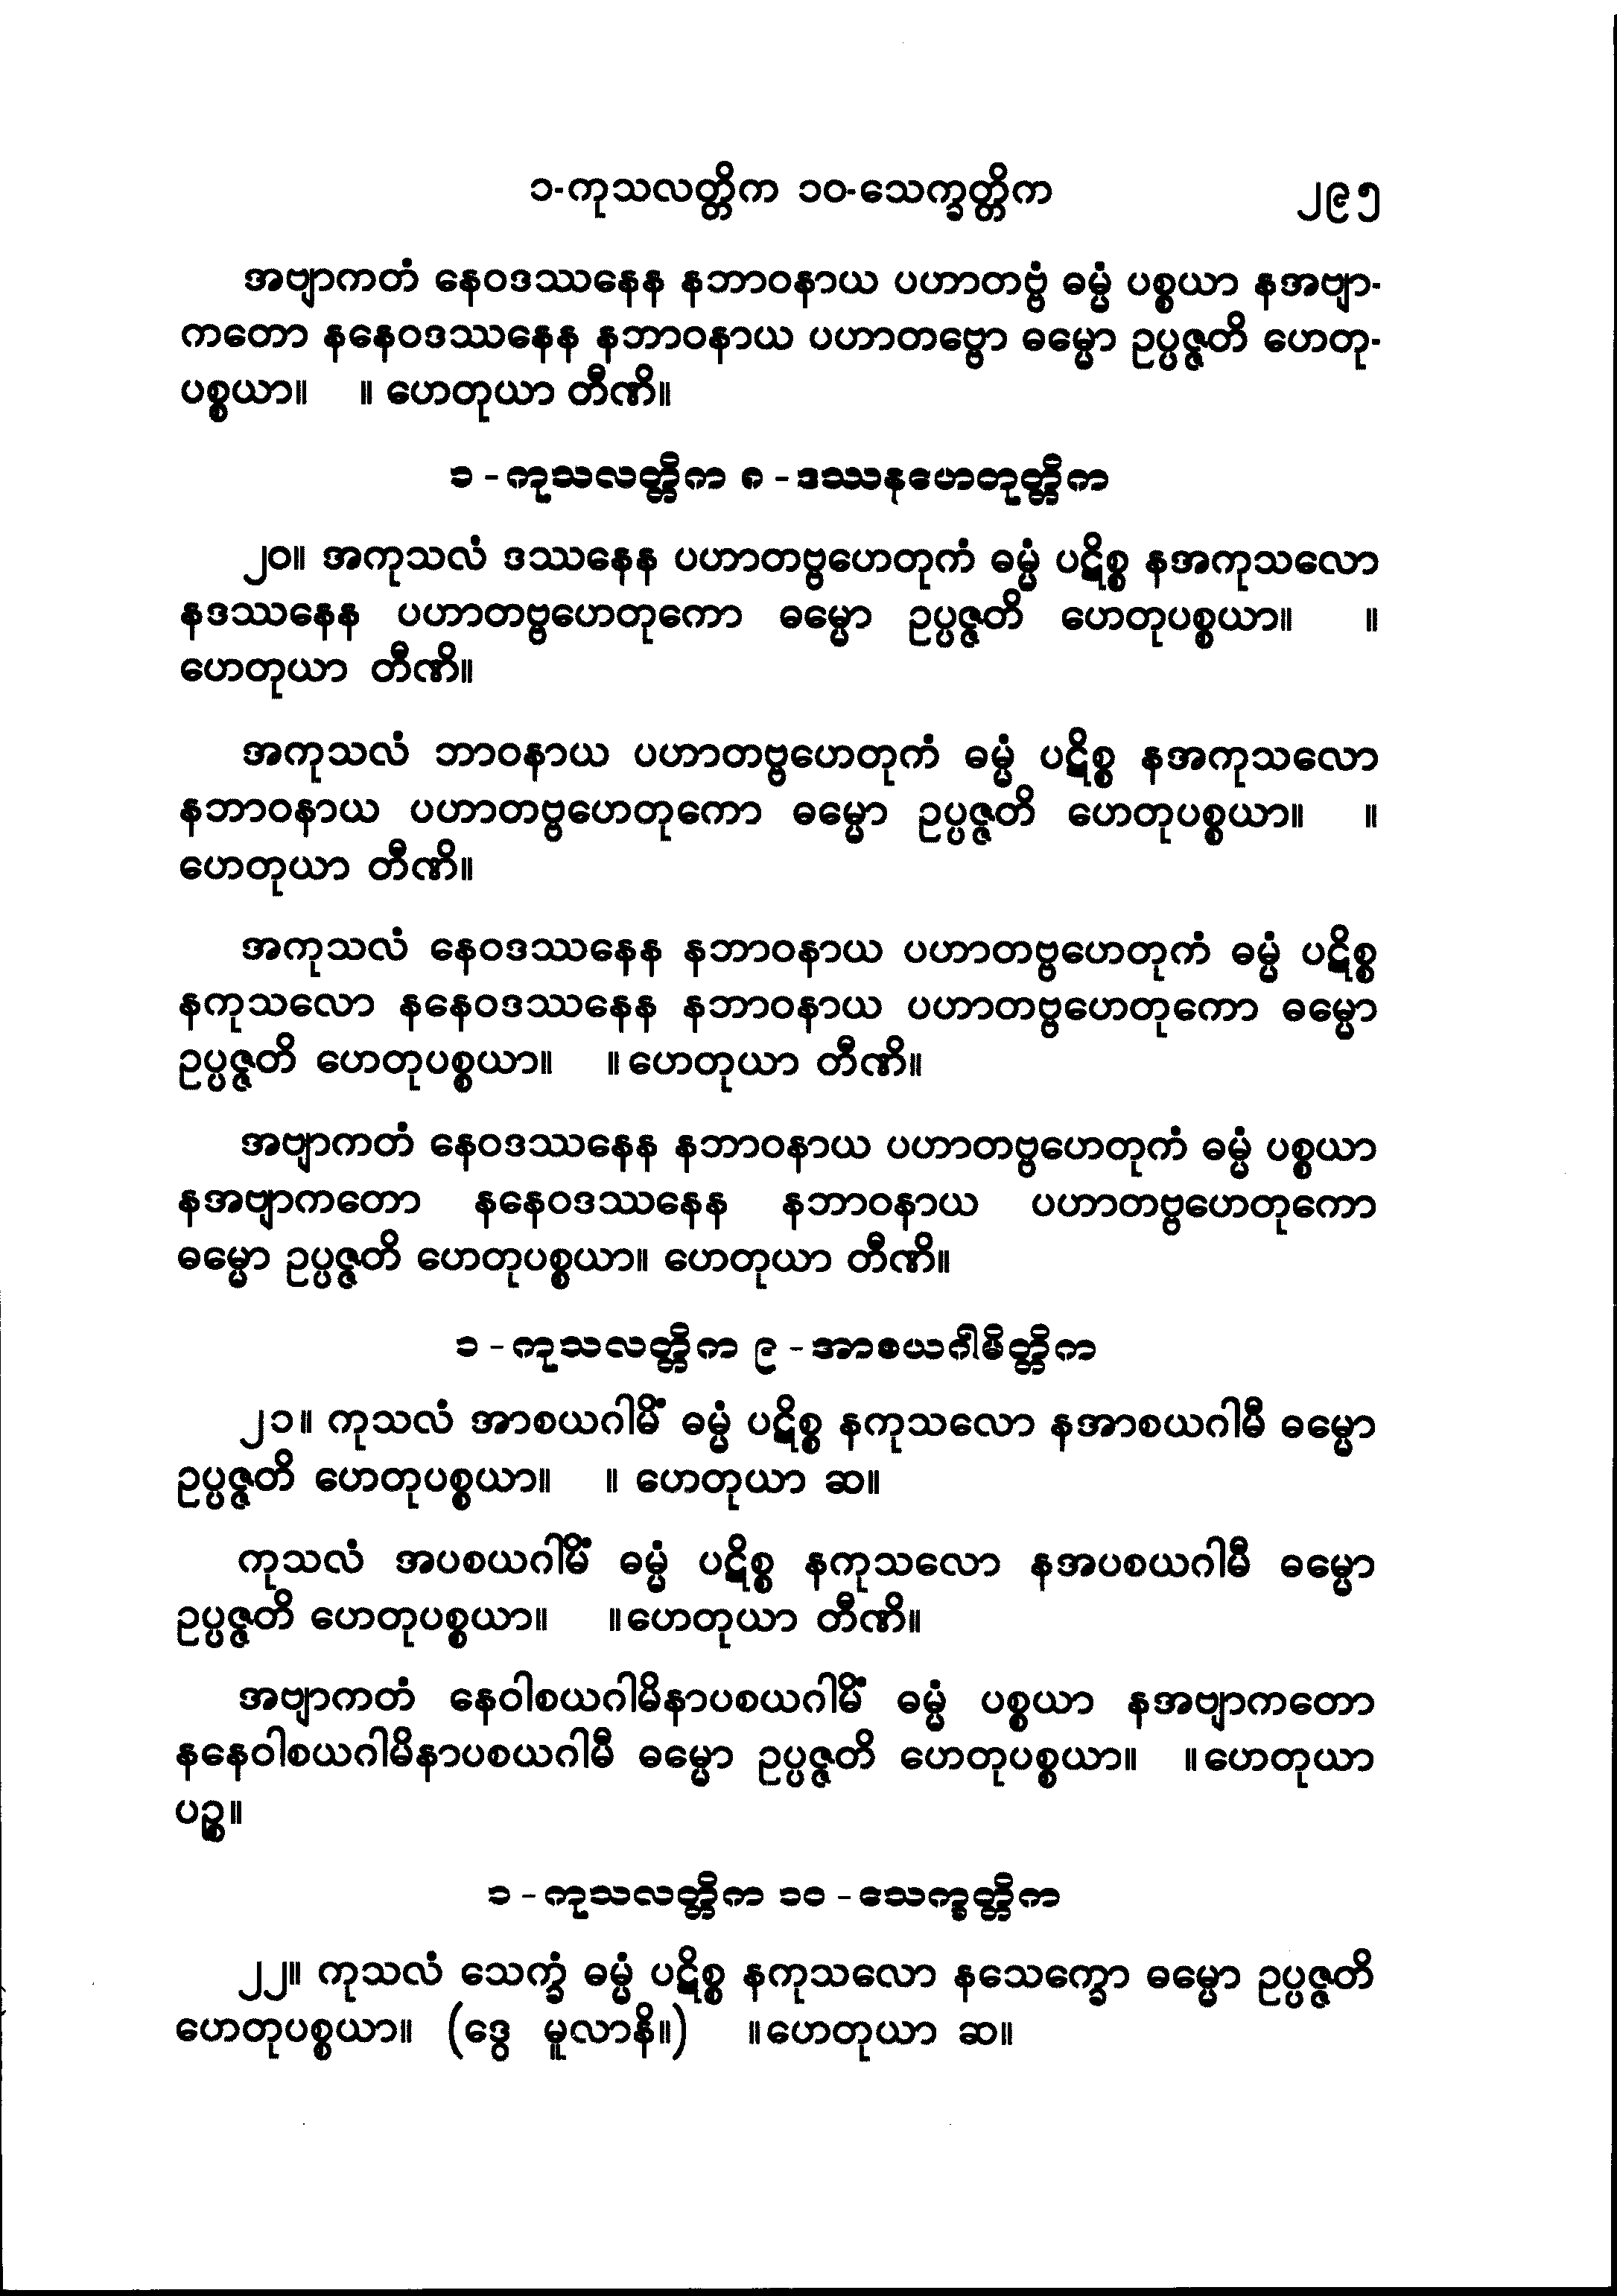 ၁-ကုသလတ္တိက ၁၀-သေက္ခတ္တိက ၂၉၅
အဗျာကတံ နေဝဒဿနေန နဘာဝနာယ ပဟာတဗ္ဗံ ဓမ္မံ ပစ္စယာ နအဗျာ-
ကတော နနေဝဒဿနေန နဘာဝနာယ ပဟာတဗ္ဗော ဓမ္မော ဥပ္ပဇ္ဇတိ ဟေတု-
ပစ္စယာ။ ။ ဟေတုယာ တီဏိ။
၁ - ကုသလတ္တိက ၈ - ဒဿနဟေတုတ္တိက
၂၀။ အကုသလံ ဒဿနေန ပဟာတဗ္ဗဟေတုကံ ဓမ္မံ ပဋိစ္စ နအကုသလော
နဒဿနေန ပဟာတဗ္ဗဟေတုကော ဓမ္မော ဥပ္ပဇ္ဇတိ ဟေတုပစ္စယာ။ ။
ဟေတုယာ တီဏိ။
အကုသလံ ဘာဝနာယ ပဟာတဗ္ဗဟေတုကံ ဓမ္မံ ပဋိစ္စ နအကုသလော
နဘာဝနာယ ပဟာတဗ္ဗဟေတုကော ဓမ္မော ဥပ္ပဇ္ဇတိ ဟေတုပစ္စယာ။ ။
ဟေတုယာ တီဏိ။
အကုသလံ နေဝဒဿနေန နဘာဝနာယ ပဟာတဗ္ဗဟေတုကံ ဓမ္မံ ပဋိစ္စ
နကုသလော နနေဝဒဿနေန နဘာဝနာယ ပဟာတဗ္ဗဟေတုကော ဓမ္မော
ဥပ္ပဇ္ဇတိ ဟေတုပစ္စယာ။ ။ ဟေတုယာ တီဏိ။
အဗျာကတံ နေဝဒဿနေန နဘာဝနာယ ပဟာတဗ္ဗဟေတုကံ ဓမ္မံ ပစ္စယာ
နအဗျာကတော နနေဝဒဿနေန နဘာဝနာယ ပဟာတဗ္ဗဟေတုကော
ဓမ္မော ဥပ္ပဇ္ဇတိ ဟေတုပစ္စယာ။ ဟေတုယာ တီဏိ။
၁ - ကုသလတ္တိက ၉ - အာစယဂါမိတ္တိက
၂၁။ ကုသလံ အာစယဂါမိံ ဓမ္မံ ပဋိစ္စ နကုသလော နအာစယဂါမီ ဓမ္မော
ဥပ္ပဇ္ဇတိ ဟေတုပစ္စယာ။ ။ ဟေတုယာ ဆ။
ကုသလံ အပစယဂါမိံ ဓမ္မံ ပဋိစ္စ နကုသလော နအပစယဂါမီ ဓမ္မော
ဥပ္ပဇ္ဇတိ ဟေတုပစ္စယာ။ ။ဟေတုယာ တီဏိ။
အဗျာကတံ နေဝါစယဂါမိနာပစယဂါမိံ ဓမ္မံ ပစ္စယာ နအဗျာကတော
နနေဝါစယဂါမိနာပစယဂါမီ ဓမ္မော ဥပ္ပဇ္ဇတိ ဟေတုပစ္စယာ။ ။ဟေတုယာ
ပဉ္စ။
၁ - ကုသလတ္တိက ၁၀ - သေက္ခတ္တိက
၂၂။ ကုသလံ သေက္ခံ ဓမ္မံ ပဋိစ္စ နကုသလော နသေက္ခော ဓမ္မော ဥပ္ပဇ္ဇတိ
ဟေတုပစ္စယာ။ (ဒွေ မူလာနိ။) ။ဟေတုယာ ဆ။